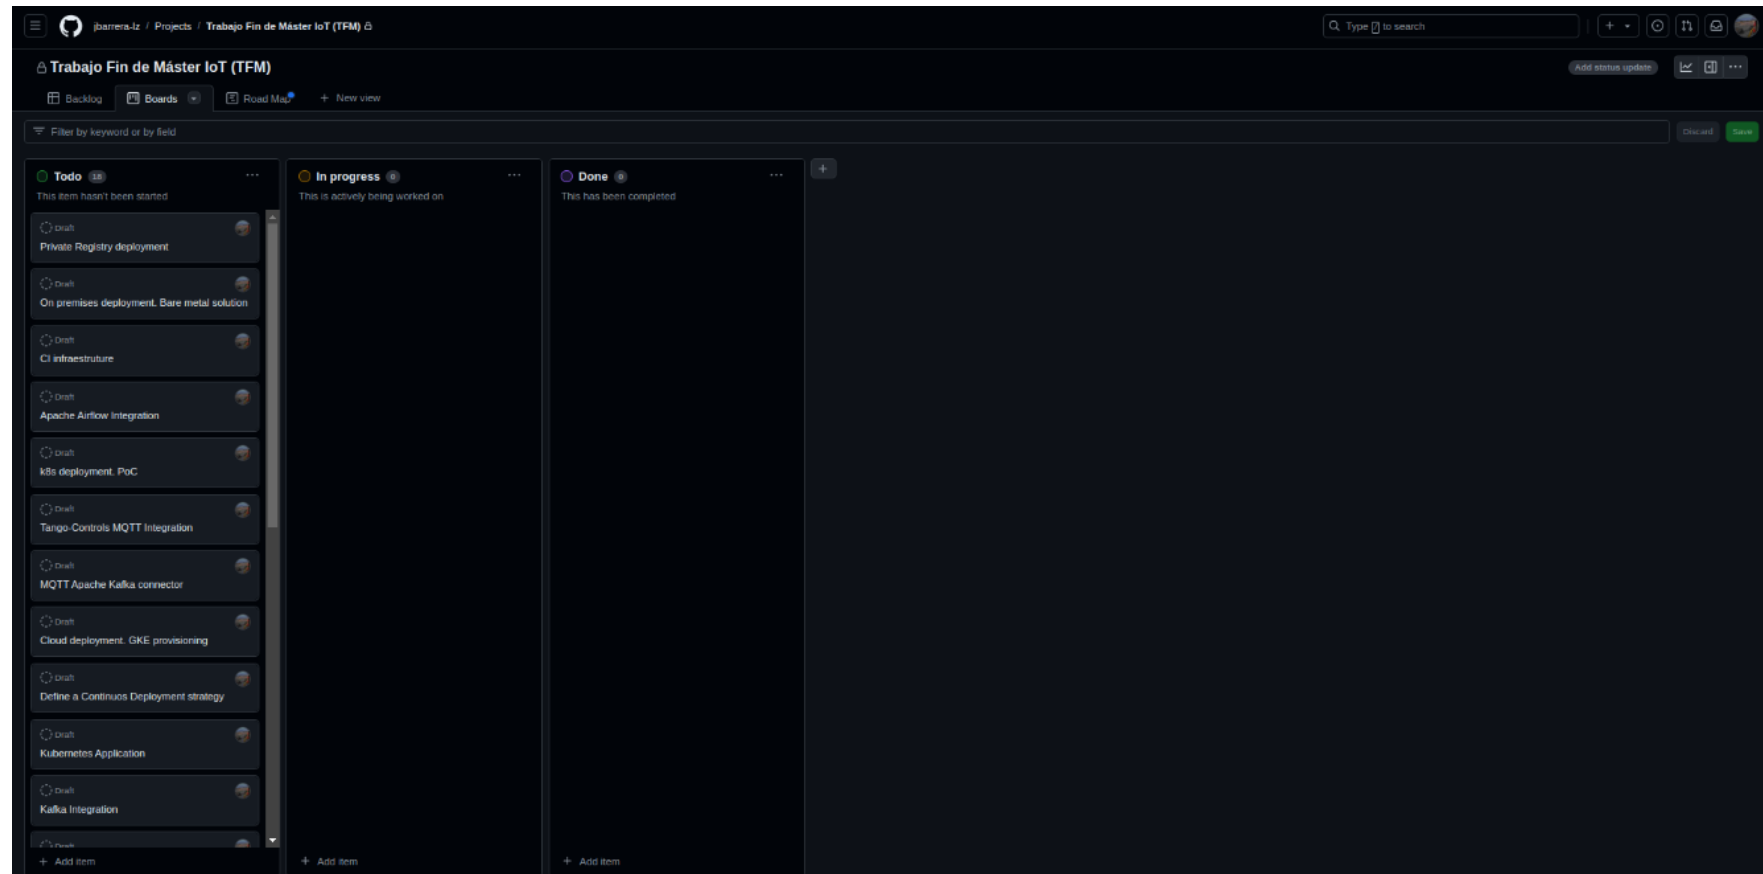 jbarrera-lz / Projects / Trabajo Fin de Máster IoT (TFM)
Type / to search
Trabajo Fin de Máster IoT (TFM)
Add status update
Backlog
Boards
Road Map
+ New view
Filter by keyword or by field
Discard
Save
Todo 18
This item hasn't been started
Draft
Private Registry deployment
Draft
On premises deployment. Bare metal solution
Draft
CI infraestruture
Draft
Apache Airflow Integration
Draft
k8s deployment. PoC
Draft
Tango-Controls MQTT Integration
Draft
MQTT Apache Kafka connector
Draft
Cloud deployment. GKE provisioning
Draft
Define a Continuos Deployment strategy
Draft
Kubernetes Application
Draft
Kafka Integration
Draft
+ Add item
In progress 0
This is actively being worked on
+ Add item
Done 0
This has been completed
+ Add item